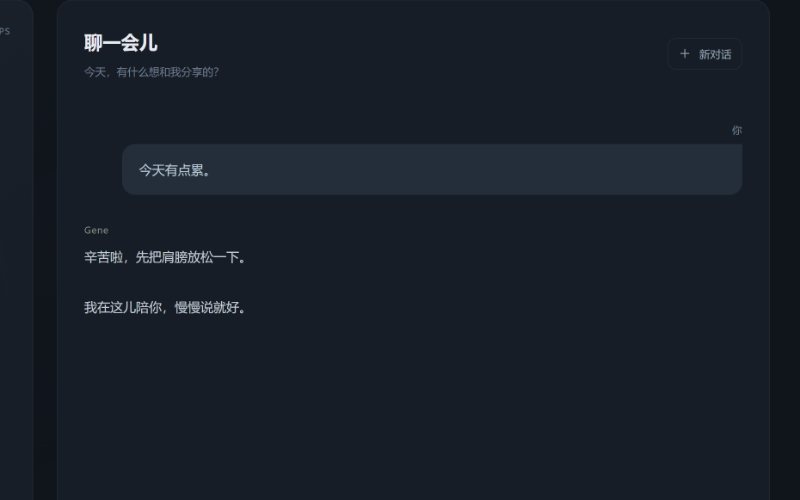 PS
聊一会儿
今天，有什么想和我分享的？
+ 新对话
你
今天有点累。
Gene
辛苦啦，先把肩膀放松一下。
我在这儿陪你，慢慢说就好。